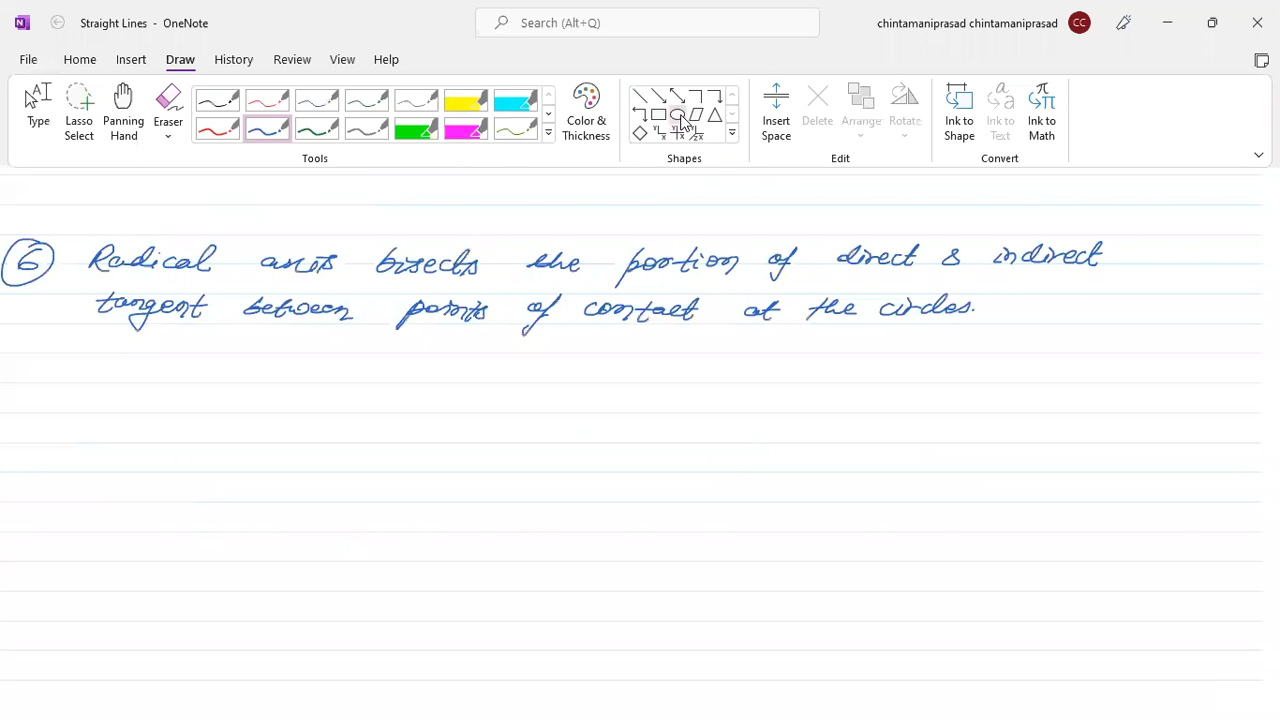 Straight Lines - OneNote
Search (Alt+Q)
chintamaniprasad chintamaniprasad
CC
File Home Insert Draw History Review View Help
Type
Lasso Select
Panning Hand
Eraser
Color & Thickness
Insert Space
Delete
Arrange
Rotate
Ink to Shape
Ink to Text
Ink to Math
Tools
Shapes
Edit
Convert
6 Radical axis bisects the portion of direct & indirect
tangent between points of contact at the circles.